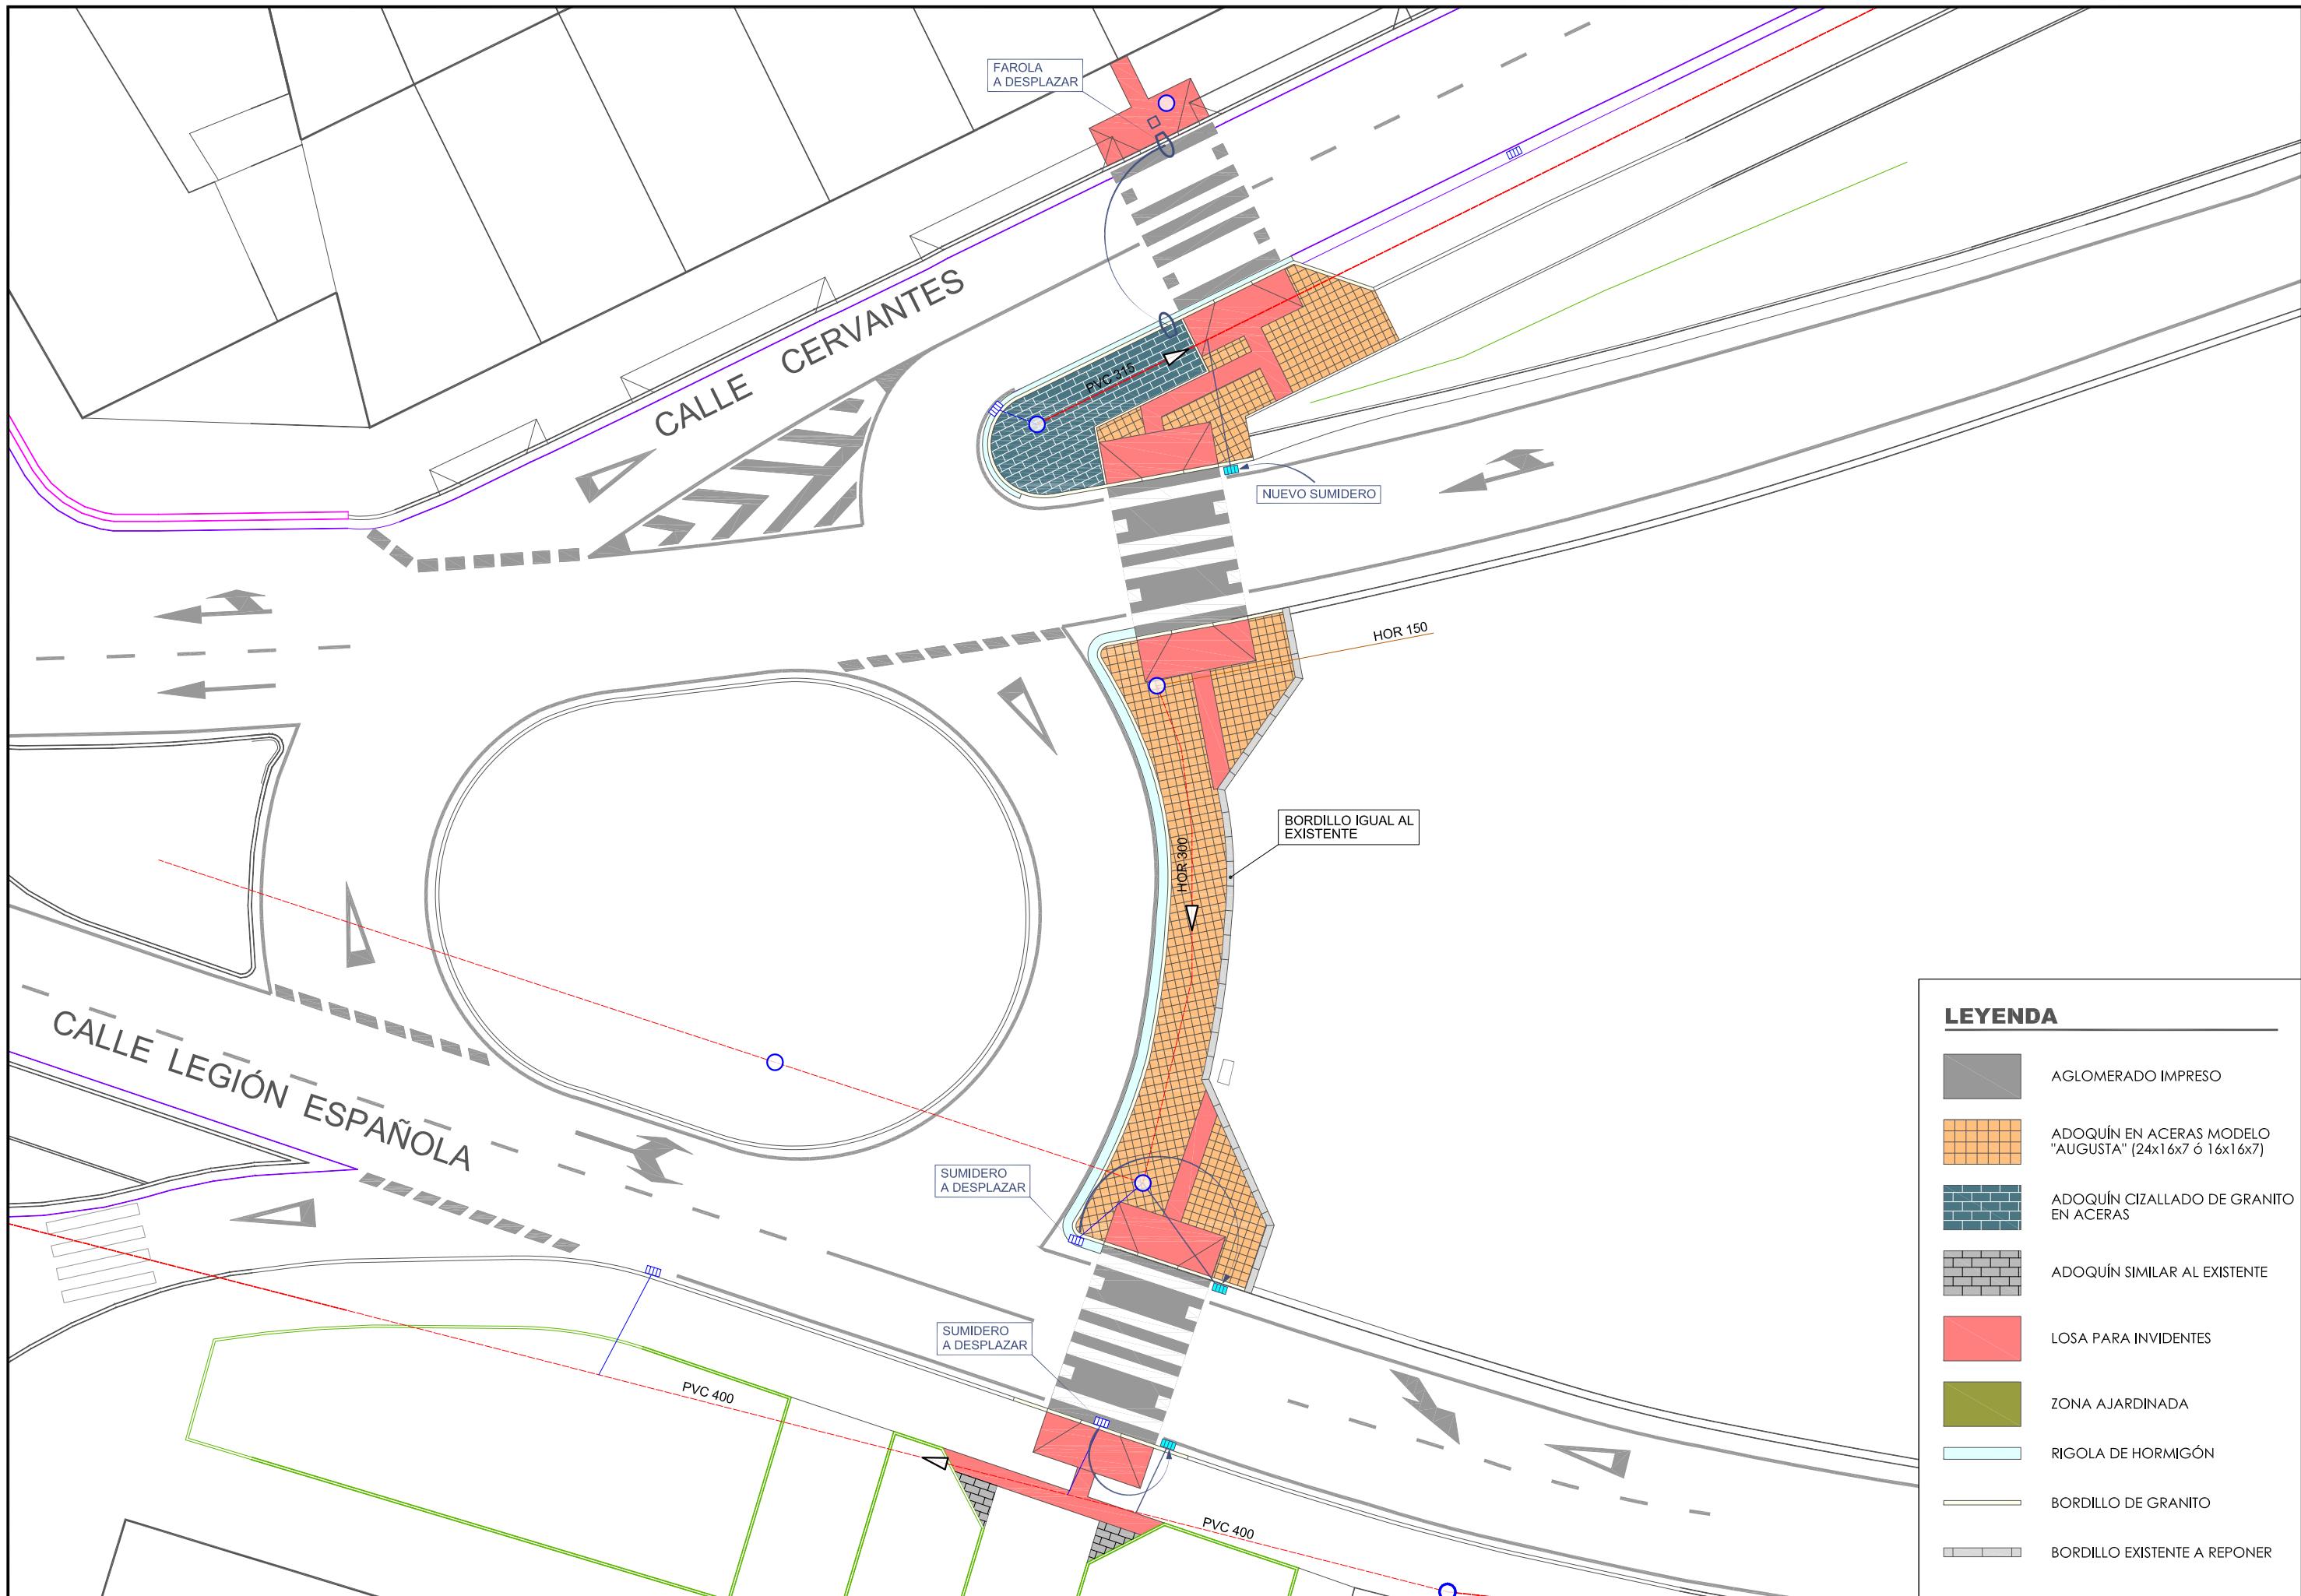 FAROLA
A DESPLAZAR
CALLE CERVANTES
PVC 315
NUEVO SUMIDERO
HOR 150
BORDILLO IGUAL AL
EXISTENTE
HOR 300
CALLE LEGIÓN ESPAÑOLA
SUMIDERO
A DESPLAZAR
SUMIDERO
A DESPLAZAR
PVC 400
PVC 400
LEYENDA
AGLOMERADO IMPRESO
ADOQUÍN EN ACERAS MODELO
"AUGUSTA" (24x16x7 ó 16x16x7)
ADOQUÍN CIZALLADO DE GRANITO
EN ACERAS
ADOQUÍN SIMILAR AL EXISTENTE
LOSA PARA INVIDENTES
ZONA AJARDINADA
RIGOLA DE HORMIGÓN
BORDILLO DE GRANITO
BORDILLO EXISTENTE A REPONER